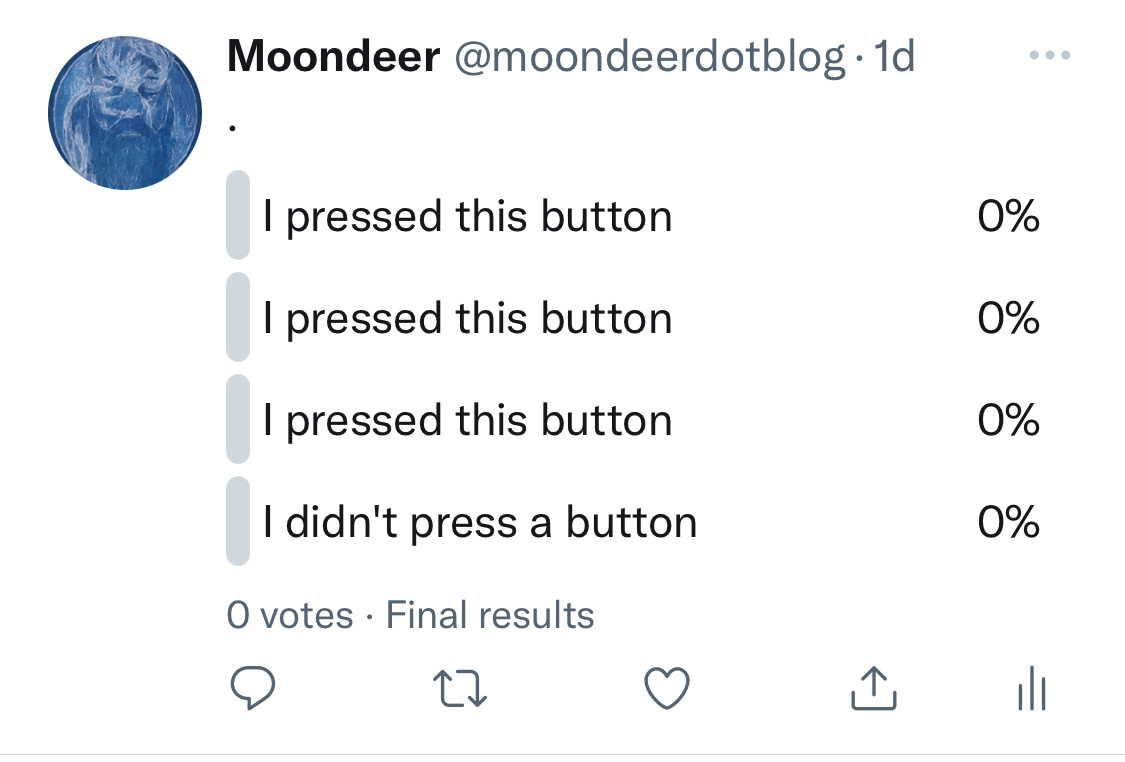 Moondeer @moondeerdotblog · 1d
.
I pressed this button 0%
I pressed this button 0%
I pressed this button 0%
I didn't press a button 0%
0 votes · Final results